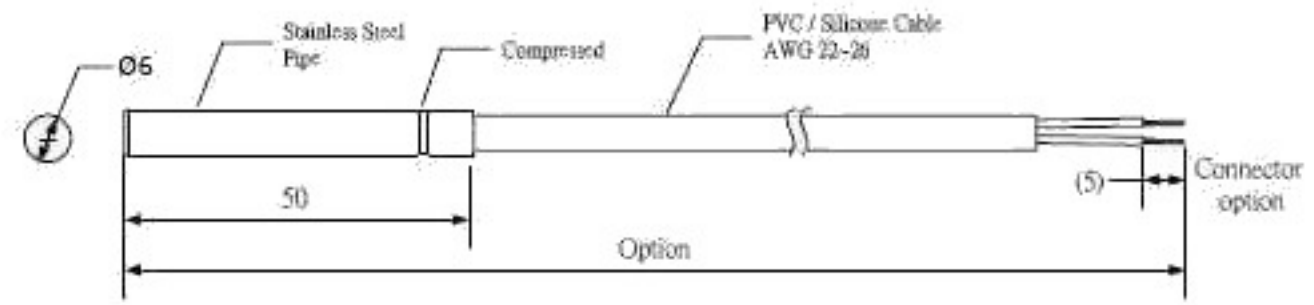 Stainless Steel
Pipe
Ø6
Compressed
PVC / Silicone Cable
AWG 22~26
50
(5)
Connector
option
Option